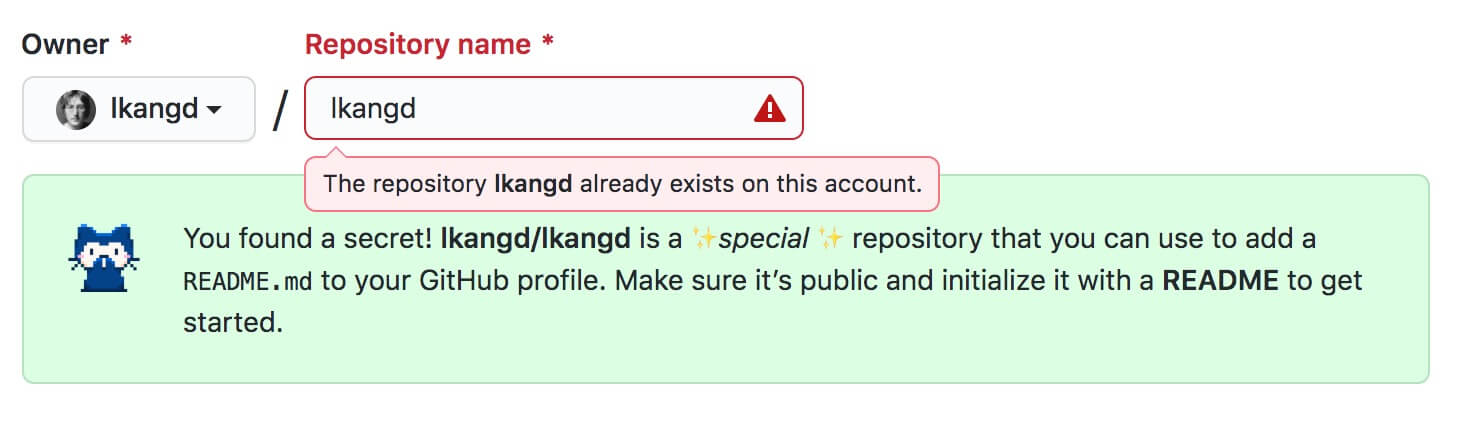 Owner * Repository name *
lkangd / lkangd
The repository lkangd already exists on this account.
You found a secret! lkangd/lkangd is a ✨special ✨ repository that you can use to add a
README.md to your GitHub profile. Make sure it’s public and initialize it with a README to get
started.